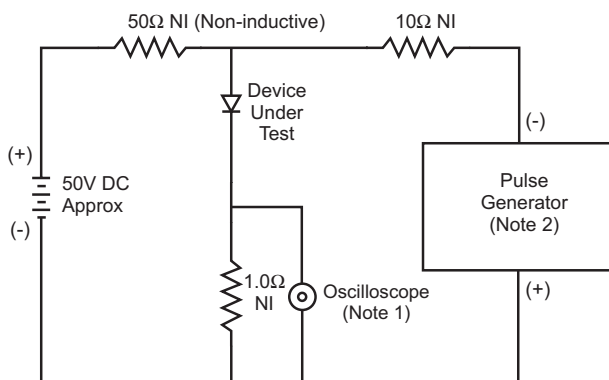 50Ω NI (Non-inductive)
10Ω NI
Device
Under
Test
(+)
50V DC
Approx
(-)
(-)
Pulse
Generator
(Note 2)
(+)
1.0Ω
NI
Oscilloscope
(Note 1)